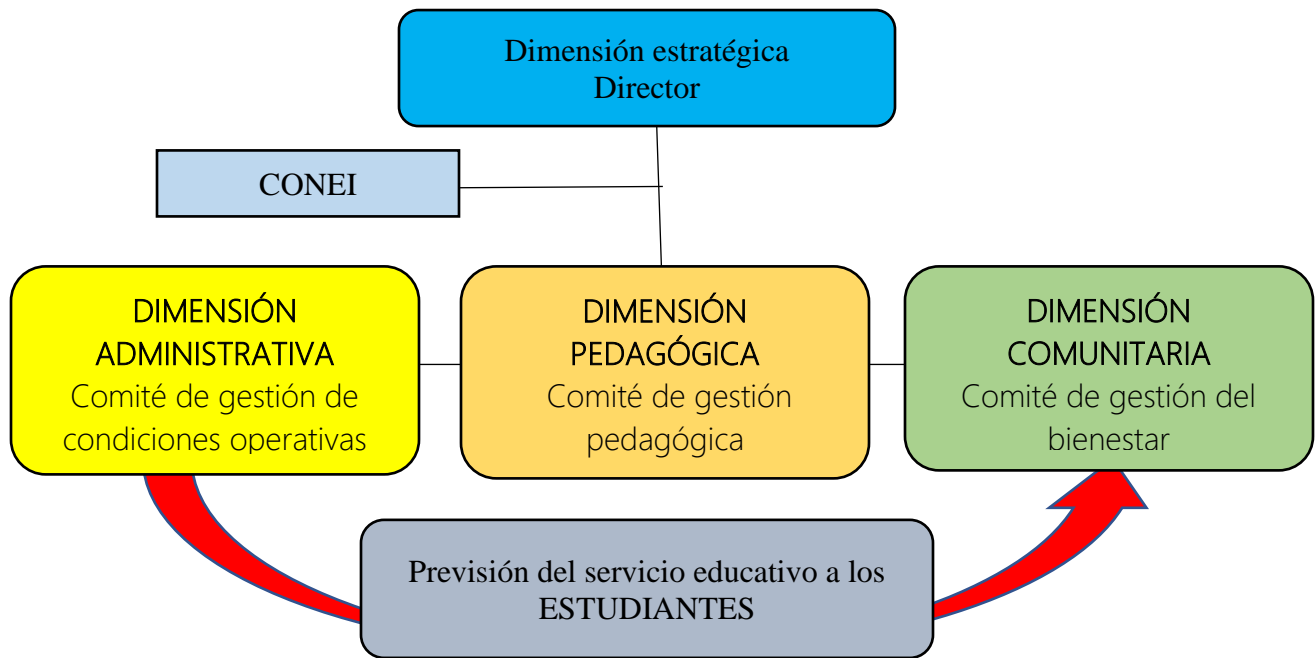 Dimensión estratégica
Director
CONEI
DIMENSIÓN
ADMINISTRATIVA
Comité de gestión de
condiciones operativas
DIMENSIÓN
PEDAGÓGICA
Comité de gestión
pedagógica
DIMENSIÓN
COMUNITARIA
Comité de gestión del
bienestar
Previsión del servicio educativo a los
ESTUDIANTES